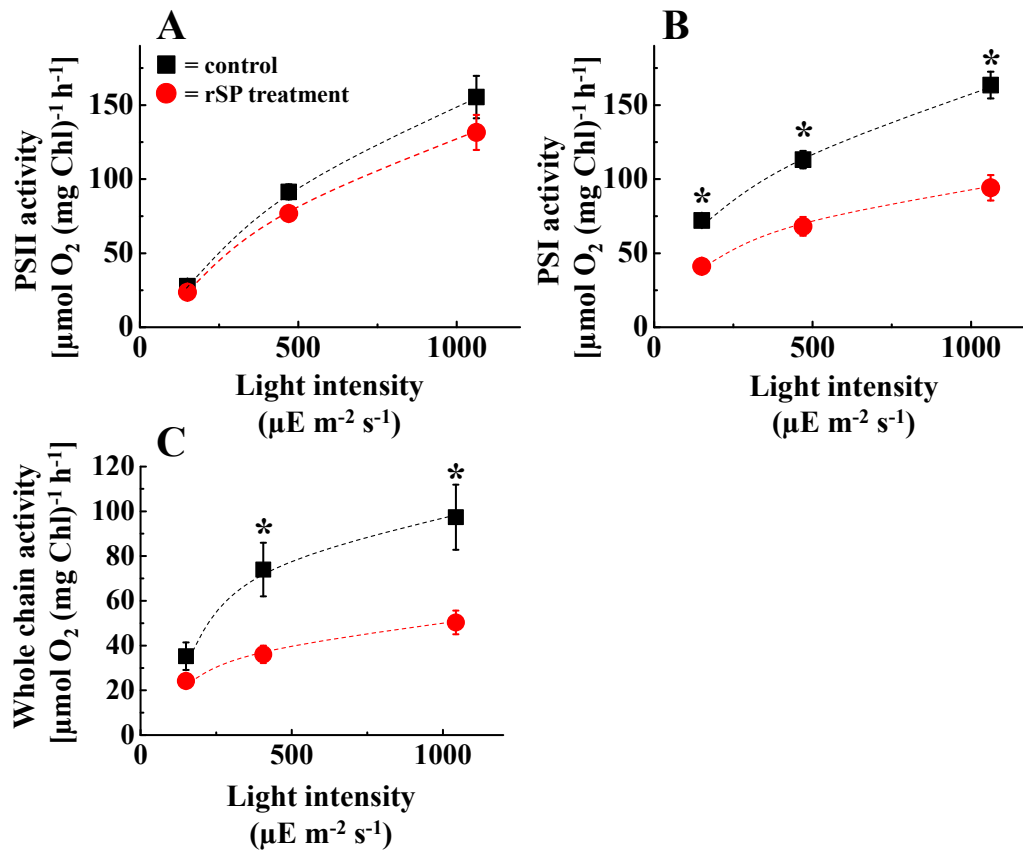 A
■ = control
● = rSP treatment
PSII activity
[µmol O₂ (mg Chl)⁻¹ h⁻¹]
150
100
50
0
0 500 1000
Light intensity
(µE m⁻² s⁻¹)
B
* * *
PSI activity
[µmol O₂ (mg Chl)⁻¹ h⁻¹]
150
100
50
0
0 500 1000
Light intensity
(µE m⁻² s⁻¹)
C
* *
Whole chain activity
[µmol O₂ (mg Chl)⁻¹ h⁻¹]
120
100
80
60
40
20
0
0 500 1000
Light intensity
(µE m⁻² s⁻¹)